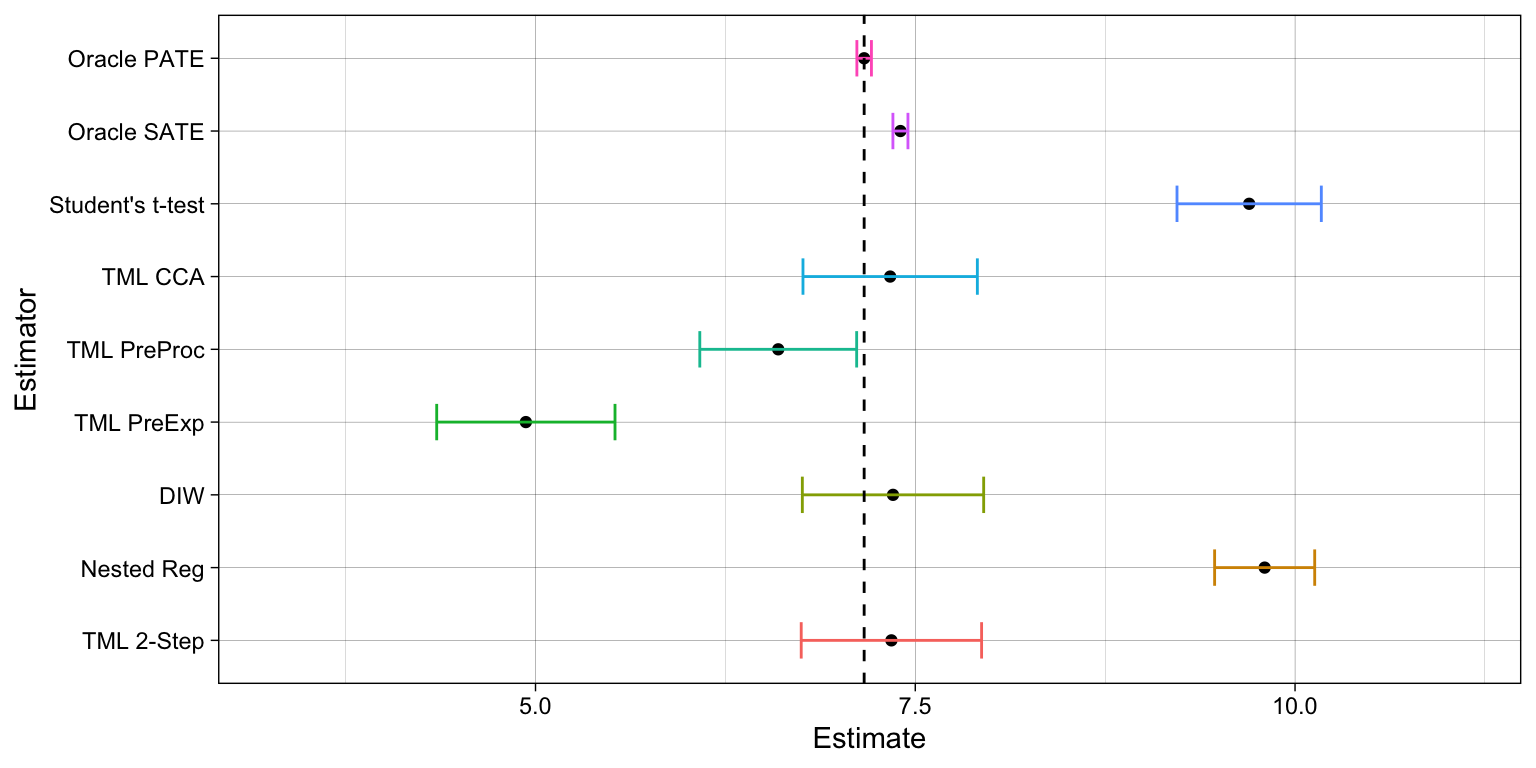 Oracle PATE
Oracle SATE
Student's t-test
TML CCA
TML PreProc
TML PreExp
DIW
Nested Reg
TML 2-Step
Estimator
5.0 7.5 10.0
Estimate